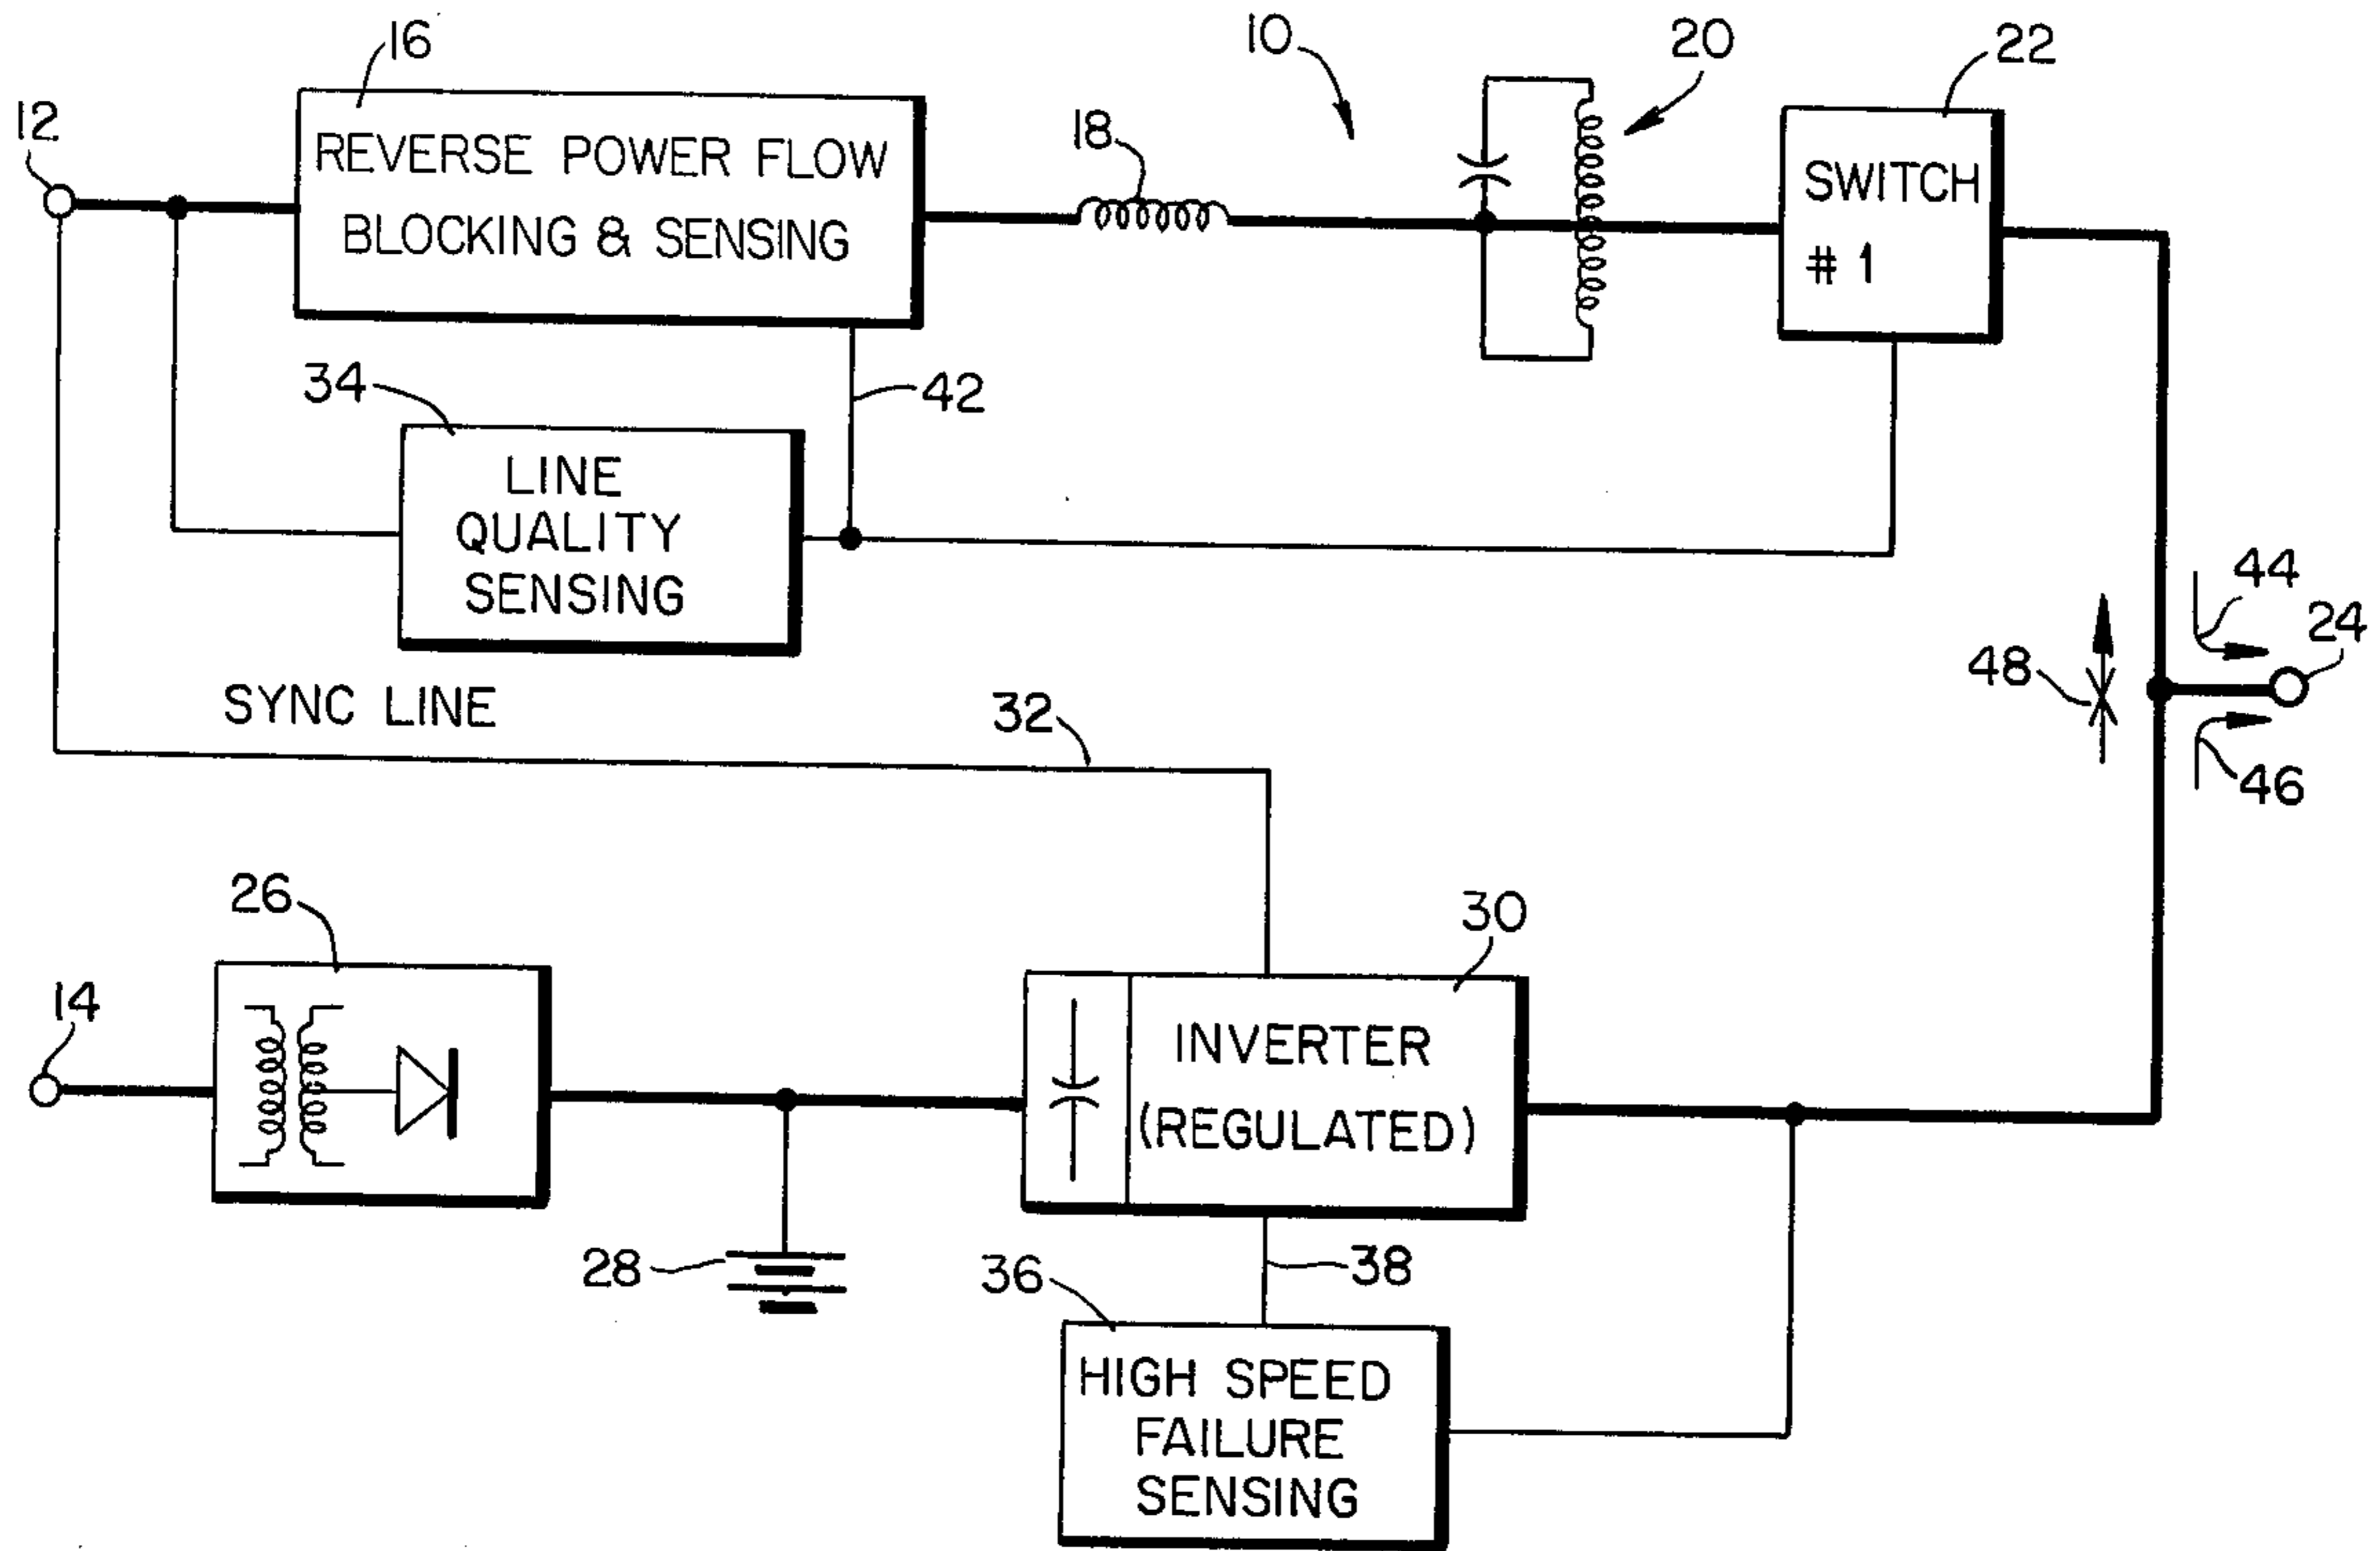 16
10
20
22
12
REVERSE POWER FLOW
BLOCKING & SENSING
18
SWITCH
# 1
34
42
LINE
QUALITY
SENSING
44
24
48
46
SYNC LINE
32
26
30
14
INVERTER
(REGULATED)
28
36
38
HIGH SPEED
FAILURE
SENSING